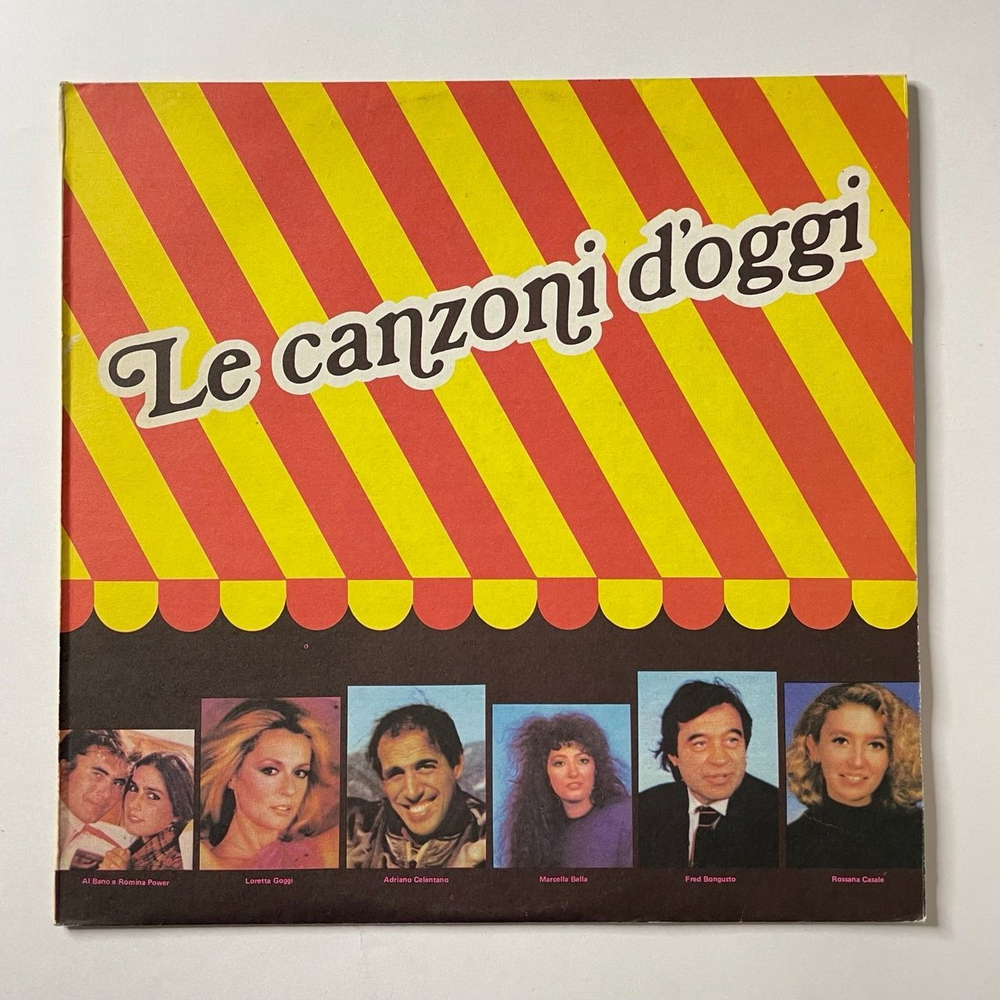 Le canzoni d'oggi
Al Bano e Romina Power
Loretta Goggi
Adriano Celentano
Marcella Bella
Fred Bongusto
Rossana Casale